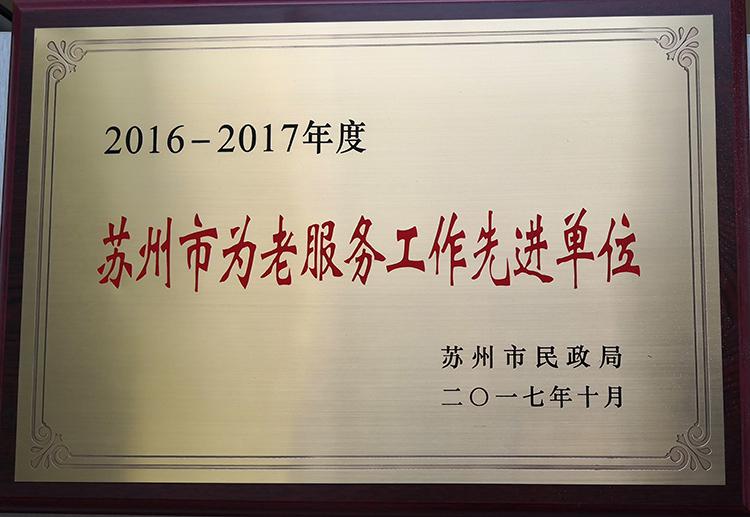 2016-2017年度
苏州市为老服务工作先进单位
苏州市民政局
二〇一七年十月